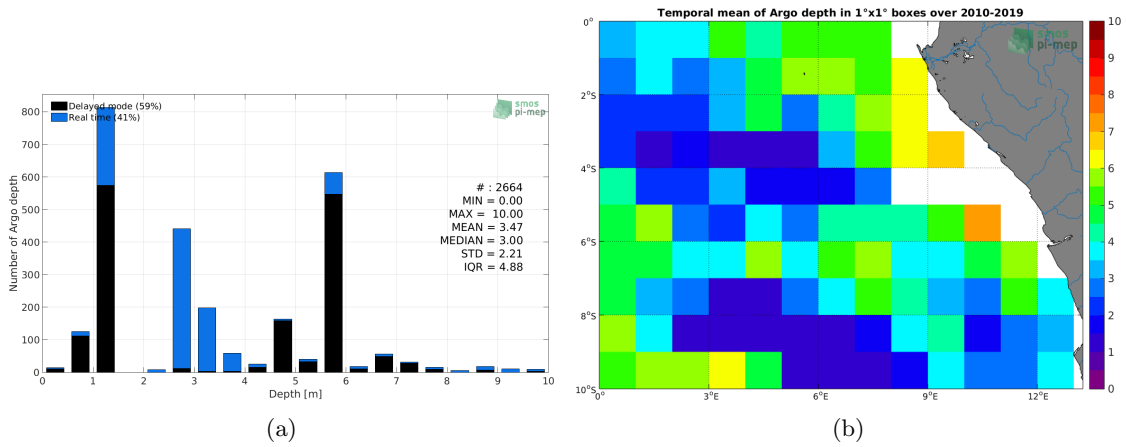 Delayed mode (59%)
Real time (41%)
smos
pi-mep
# : 2664
MIN = 0.00
MAX = 10.00
MEAN = 3.47
MEDIAN = 3.00
STD = 2.21
IQR = 4.88
Number of Argo depth
800
700
600
500
400
300
200
100
0
0 1 2 3 4 5 6 7 8 9 10
Depth [m]
(a)
Temporal mean of Argo depth in 1°x1° boxes over 2010-2019
smos
pi-mep
0°
2°S
4°S
6°S
8°S
10°S
0° 3°E 6°E 9°E 12°E
10
9
8
7
6
5
4
3
2
1
0
(b)